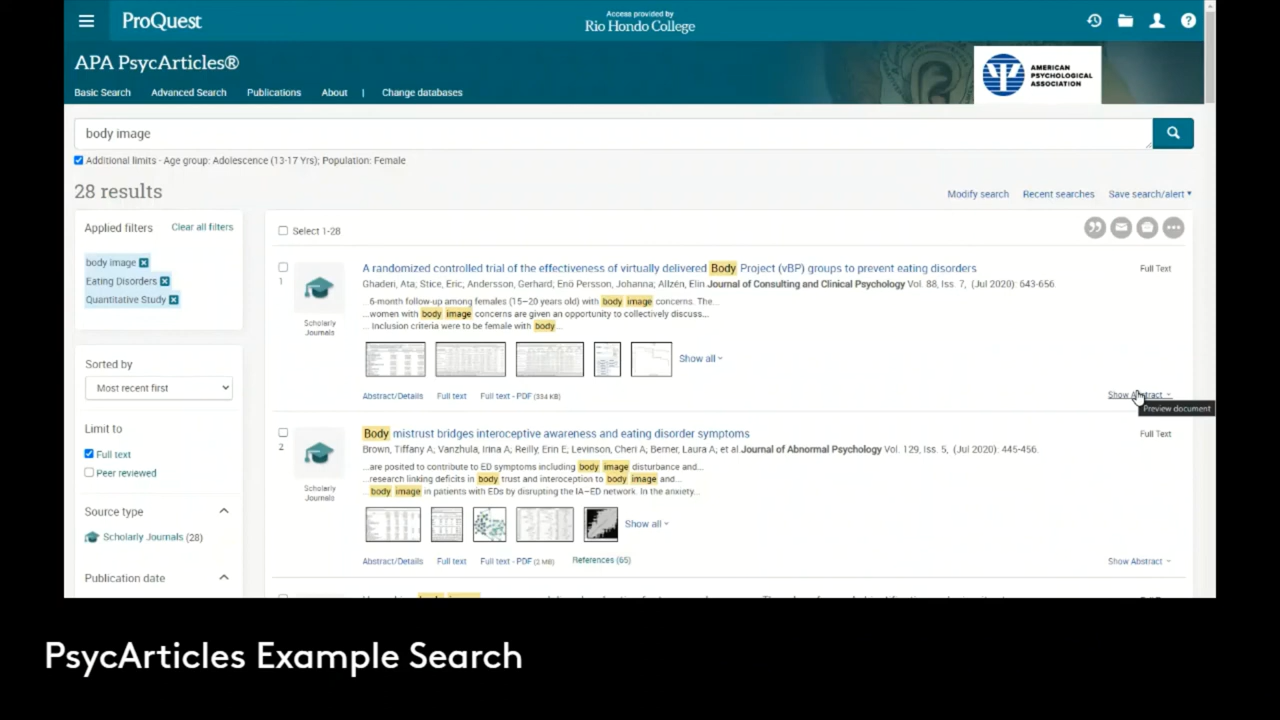 ProQuest
Access provided by
Rio Hondo College
APA PsycArticles®
AMERICAN
PSYCHOLOGICAL
ASSOCIATION
Basic Search Advanced Search Publications About | Change databases
body image
Additional limits - Age group: Adolescence (13-17 Yrs); Population: Female
28 results
Modify search Recent searches Save search/alert
Applied filters Clear all filters
body image
Eating Disorders
Quantitative Study
Sorted by
Most recent first
Limit to
Full text
Peer reviewed
Source type
Scholarly Journals (28)
Publication date
Select 1-28
1
Scholarly
Journals
A randomized controlled trial of the effectiveness of virtually delivered Body Project (vBP) groups to prevent eating disorders
Full Text
Ghaden, Ata; Stice, Eric; Andersson, Gerhard; Enö Persson, Johanna; Allzén, Elin Journal of Consulting and Clinical Psychology Vol. 88, Iss. 7, (Jul 2020): 643-656.
...6-month follow-up among females (15–20 years old) with body image concerns. The...
...women with body image concerns are given an opportunity to collectively discuss...
... Inclusion criteria were to be female with body...
Show all
Abstract/Details Full text Full text - PDF (334 KB)
Show Abstract
Preview document
2
Scholarly
Journals
Body mistrust bridges interoceptive awareness and eating disorder symptoms
Full Text
Brown, Tiffany A; Vanzhula, Irina A; Reilly, Erin E; Levinson, Cheri A; Berner, Laura A; et al Journal of Abnormal Psychology Vol. 129, Iss. 5, (Jul 2020): 445-456.
...are posited to contribute to ED symptoms including body image disturbance and...
...research linking deficits in body trust and interoception to body image and...
...body image in patients with EDs by disrupting the IA–ED network. In the anxiety...
Show all
Abstract/Details Full text Full text - PDF (2 MB) References (65)
Show Abstract
PsycArticles Example Search